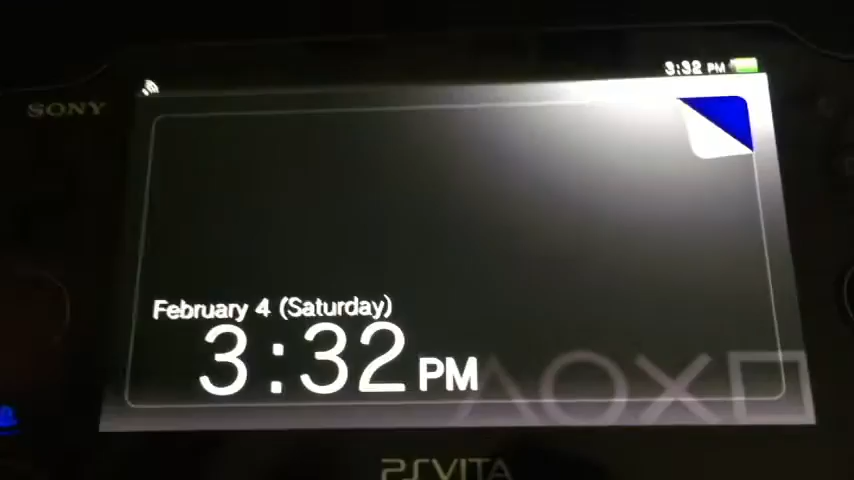 3:32 PM
SONY
February 4 (Saturday)
3:32 PM
PSVITA